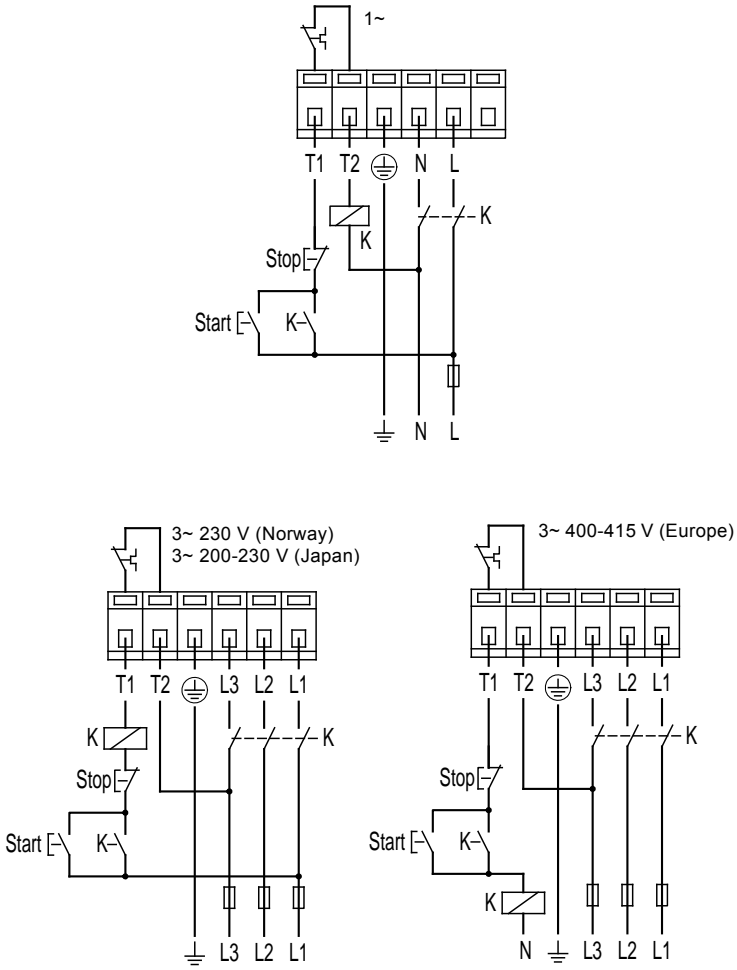 1~
T1 T2 N L
K
K
Stop
Start K
N L
3~ 230 V (Norway)
3~ 200-230 V (Japan)
T1 T2 L3 L2 L1
K K
Stop
Start K
L3 L2 L1
3~ 400-415 V (Europe)
T1 T2 L3 L2 L1
K
Stop
Start K
K
N L3 L2 L1